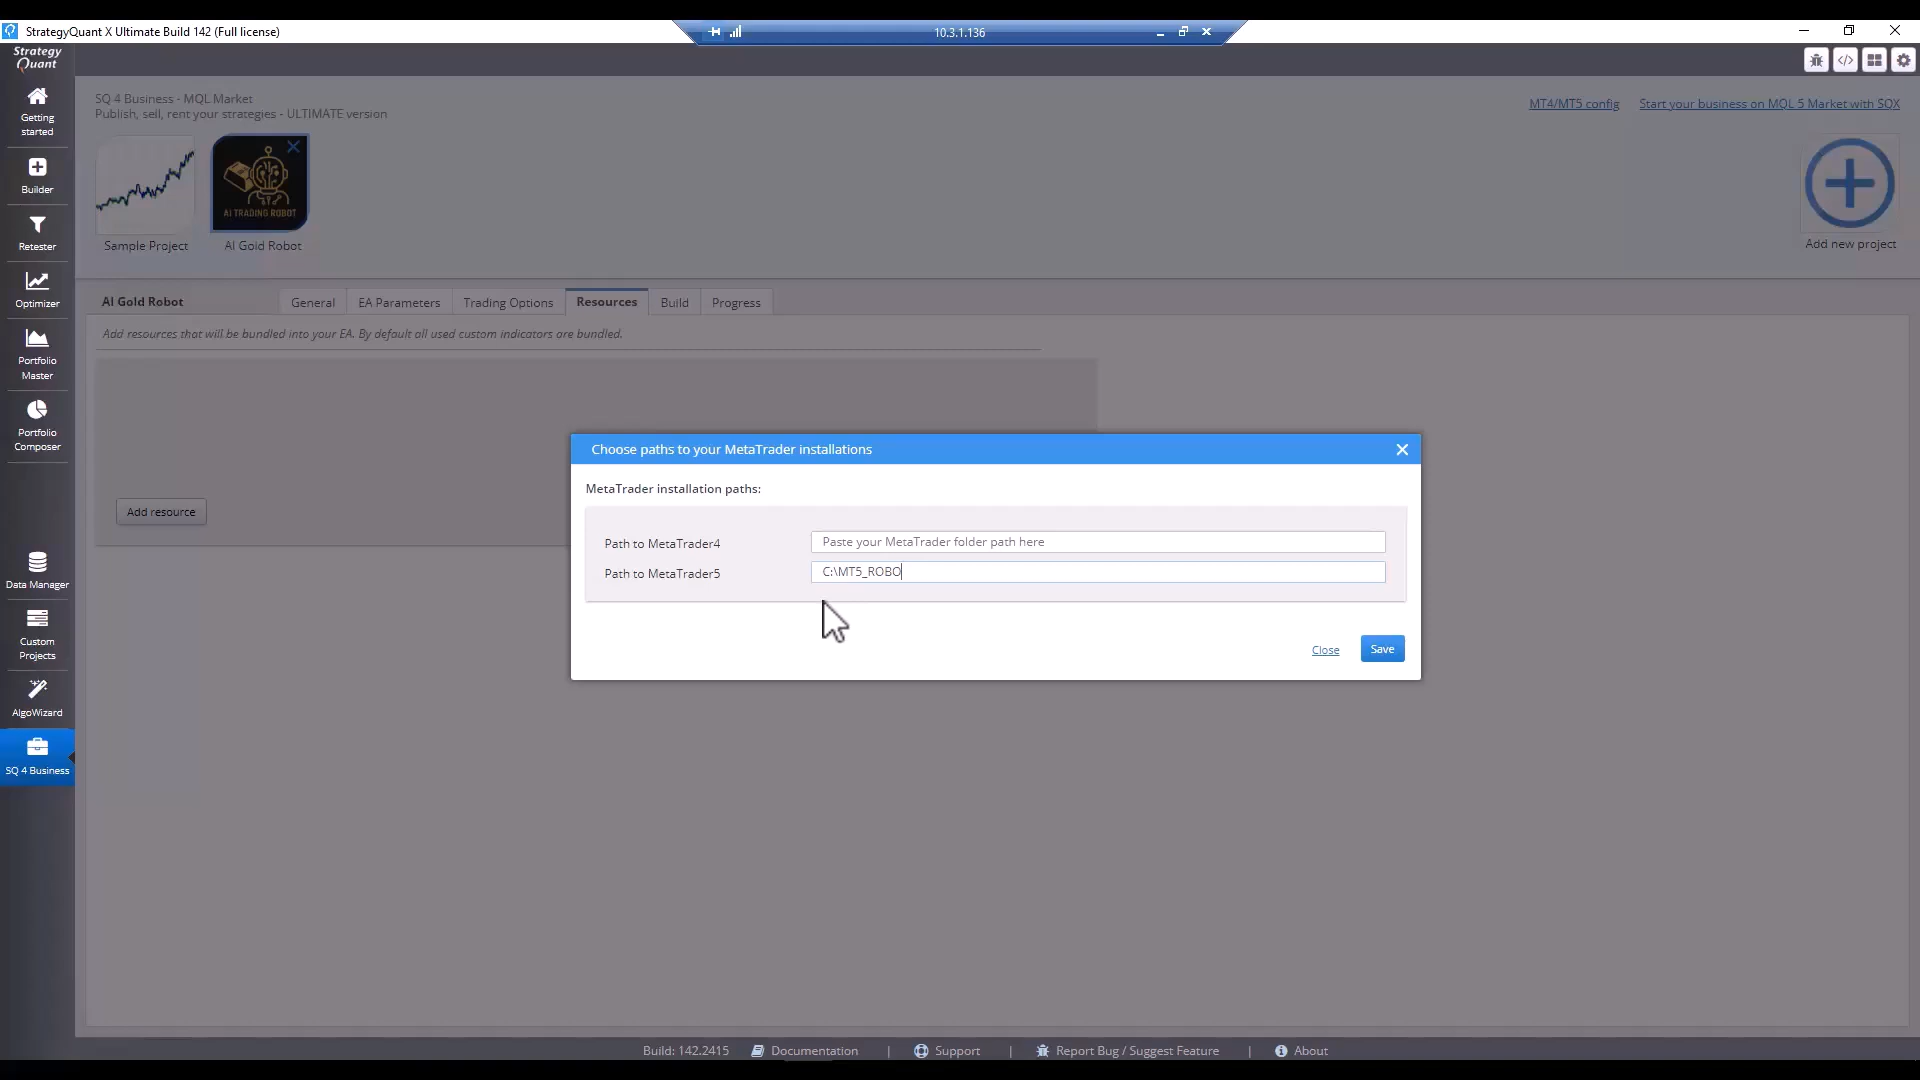 StrategyQuant X Ultimate Build 142 (Full license)
10.3.1.136
Strategy
Quant
Getting
started
Builder
Retester
Optimizer
Portfolio
Master
Portfolio
Composer
Data Manager
Custom
Projects
AlgoWizard
SQ 4 Business
SQ 4 Business - MQL Market
Publish, sell, rent your strategies - ULTIMATE version
MT4/MT5 config
Start your business on MQL 5 Market with SQX
AI TRADING ROBOT
Sample Project
AI Gold Robot
Add new project
AI Gold Robot
General
EA Parameters
Trading Options
Resources
Build
Progress
Add resources that will be bundled into your EA. By default all used custom indicators are bundled.
Add resource
Choose paths to your MetaTrader installations
MetaTrader installation paths:
Path to MetaTrader4
Paste your MetaTrader folder path here
Path to MetaTrader5
C:\MT5_ROBO
Close
Save
Build: 142.2415
Documentation
|
Support
|
Report Bug / Suggest Feature
|
About